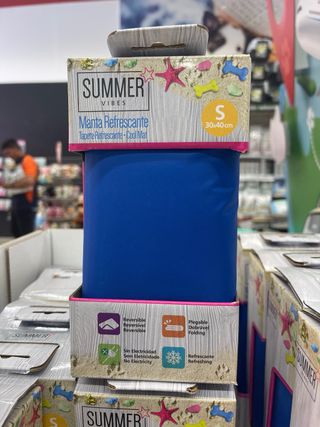 SUMMER
VIBES
Manta Refrescante
Tapete Refrescante • Cool Mat
S
30x40cm
Reversible
Reversível
Reversible
Plegable
Dobrável
Folding
Sin Electricidad
Sem Eletricidade
No Electricity
Refrescante
Refreshing
SUMMER
S
SUMMER